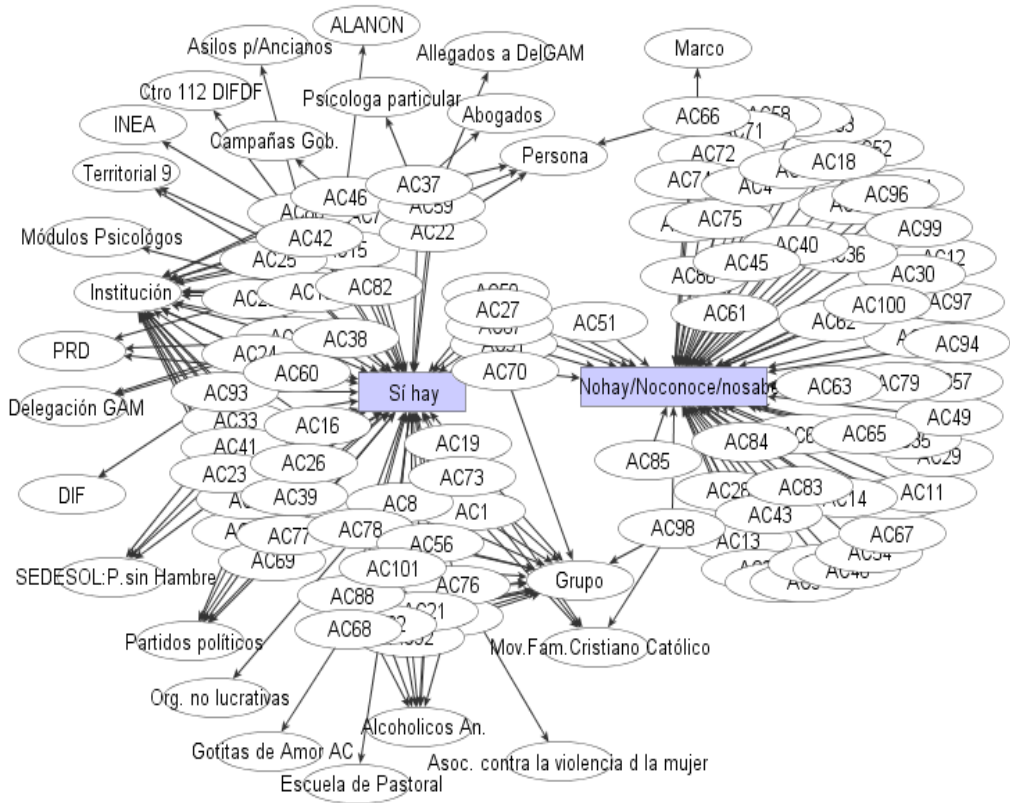 ALANON
Asilos p/Ancianos
Allegados a DelGAM
Marco
Ctro 112 DIFDF
Psicologa particular
Abogados
AC66
INEA
Campañas Gob.
Persona
AC71
AC18
AC72
Territorial 9
AC37
AC46
AC59
AC96
AC75
AC99
Módulos Psicológos
AC42
AC22
AC40
AC45
AC25
AC30
Institución
AC82
AC27
AC51
AC61
AC100
AC97
PRD
AC24
AC38
AC94
AC60
AC70
Sí hay
Nohay/Noconoce/nosabe
AC63
AC79
Delegación GAM
AC93
AC49
AC33
AC16
AC41
AC19
AC84
AC65
AC29
AC23
AC26
AC73
AC85
AC83
DIF
AC39
AC8
AC1
AC28
AC14
AC11
AC77
AC78
AC56
AC98
AC43
AC67
AC13
AC69
AC101
SEDESOL:P.sin Hambre
AC88
AC76
Grupo
AC68
AC21
Partidos políticos
Mov.Fam.Cristiano Católico
Org. no lucrativas
Alcoholicos An.
Gotitas de Amor AC
Asoc. contra la violencia d la mujer
Escuela de Pastoral